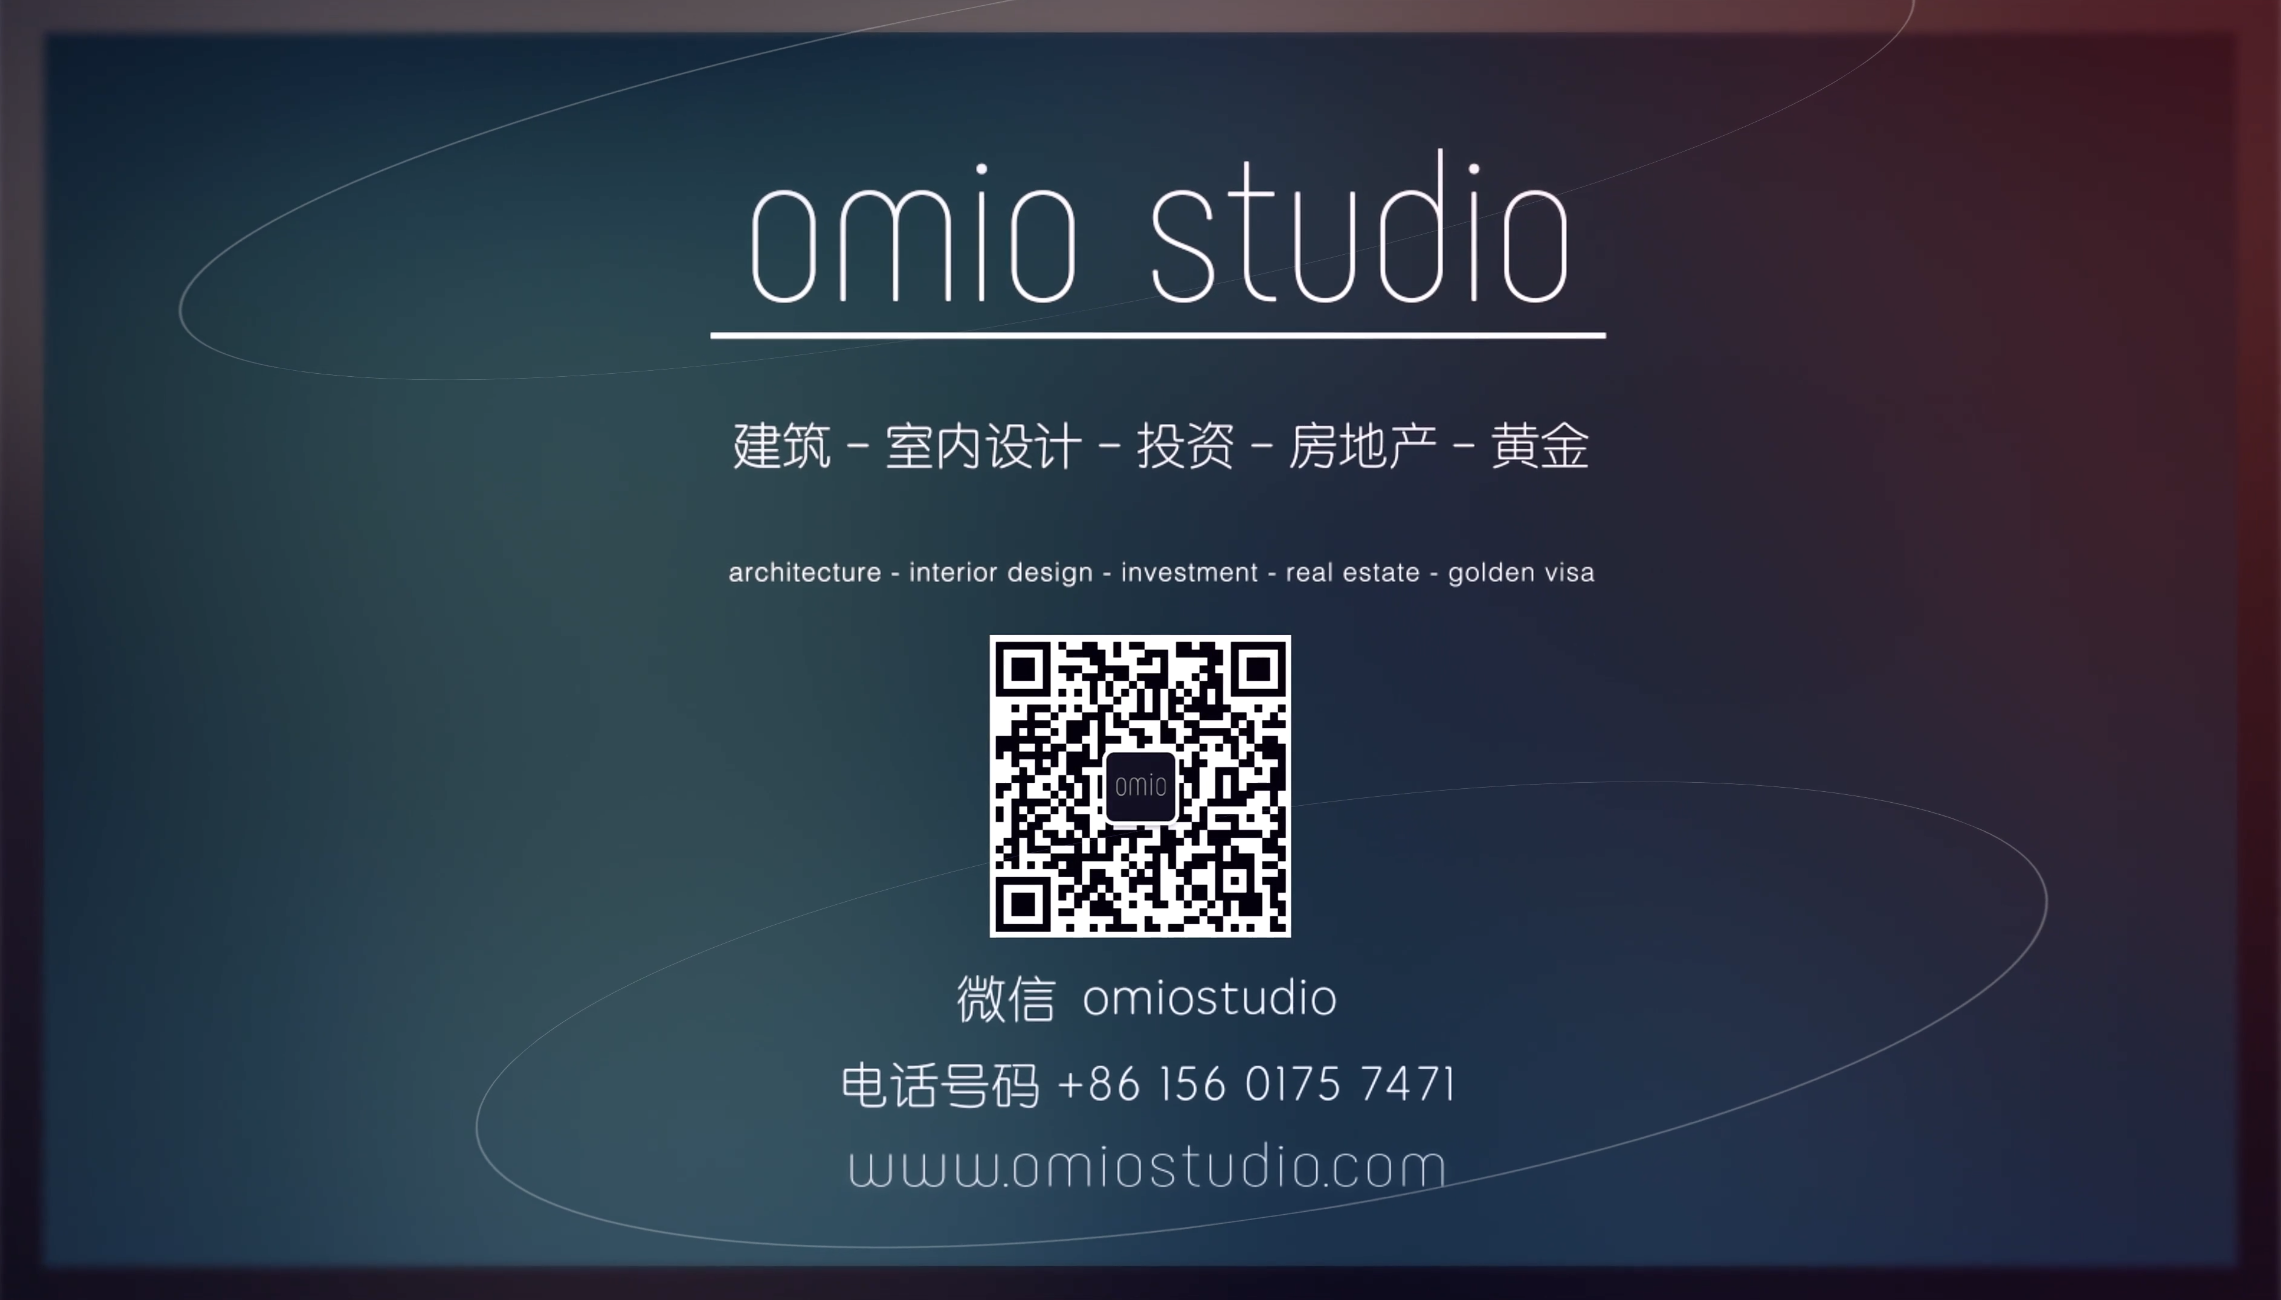 omio studio
建筑 - 室内设计 - 投资 - 房地产 - 黄金
architecture - interior design - investment - real estate - golden visa
omio
微信 omiostudio
电话号码 +86 156 0175 7471
www.omiostudio.com